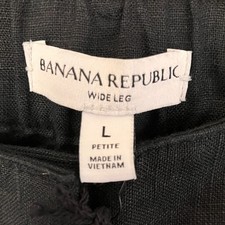 BANANA REPUBLIC
WIDE LEG
L
PETITE
MADE IN
VIETNAM